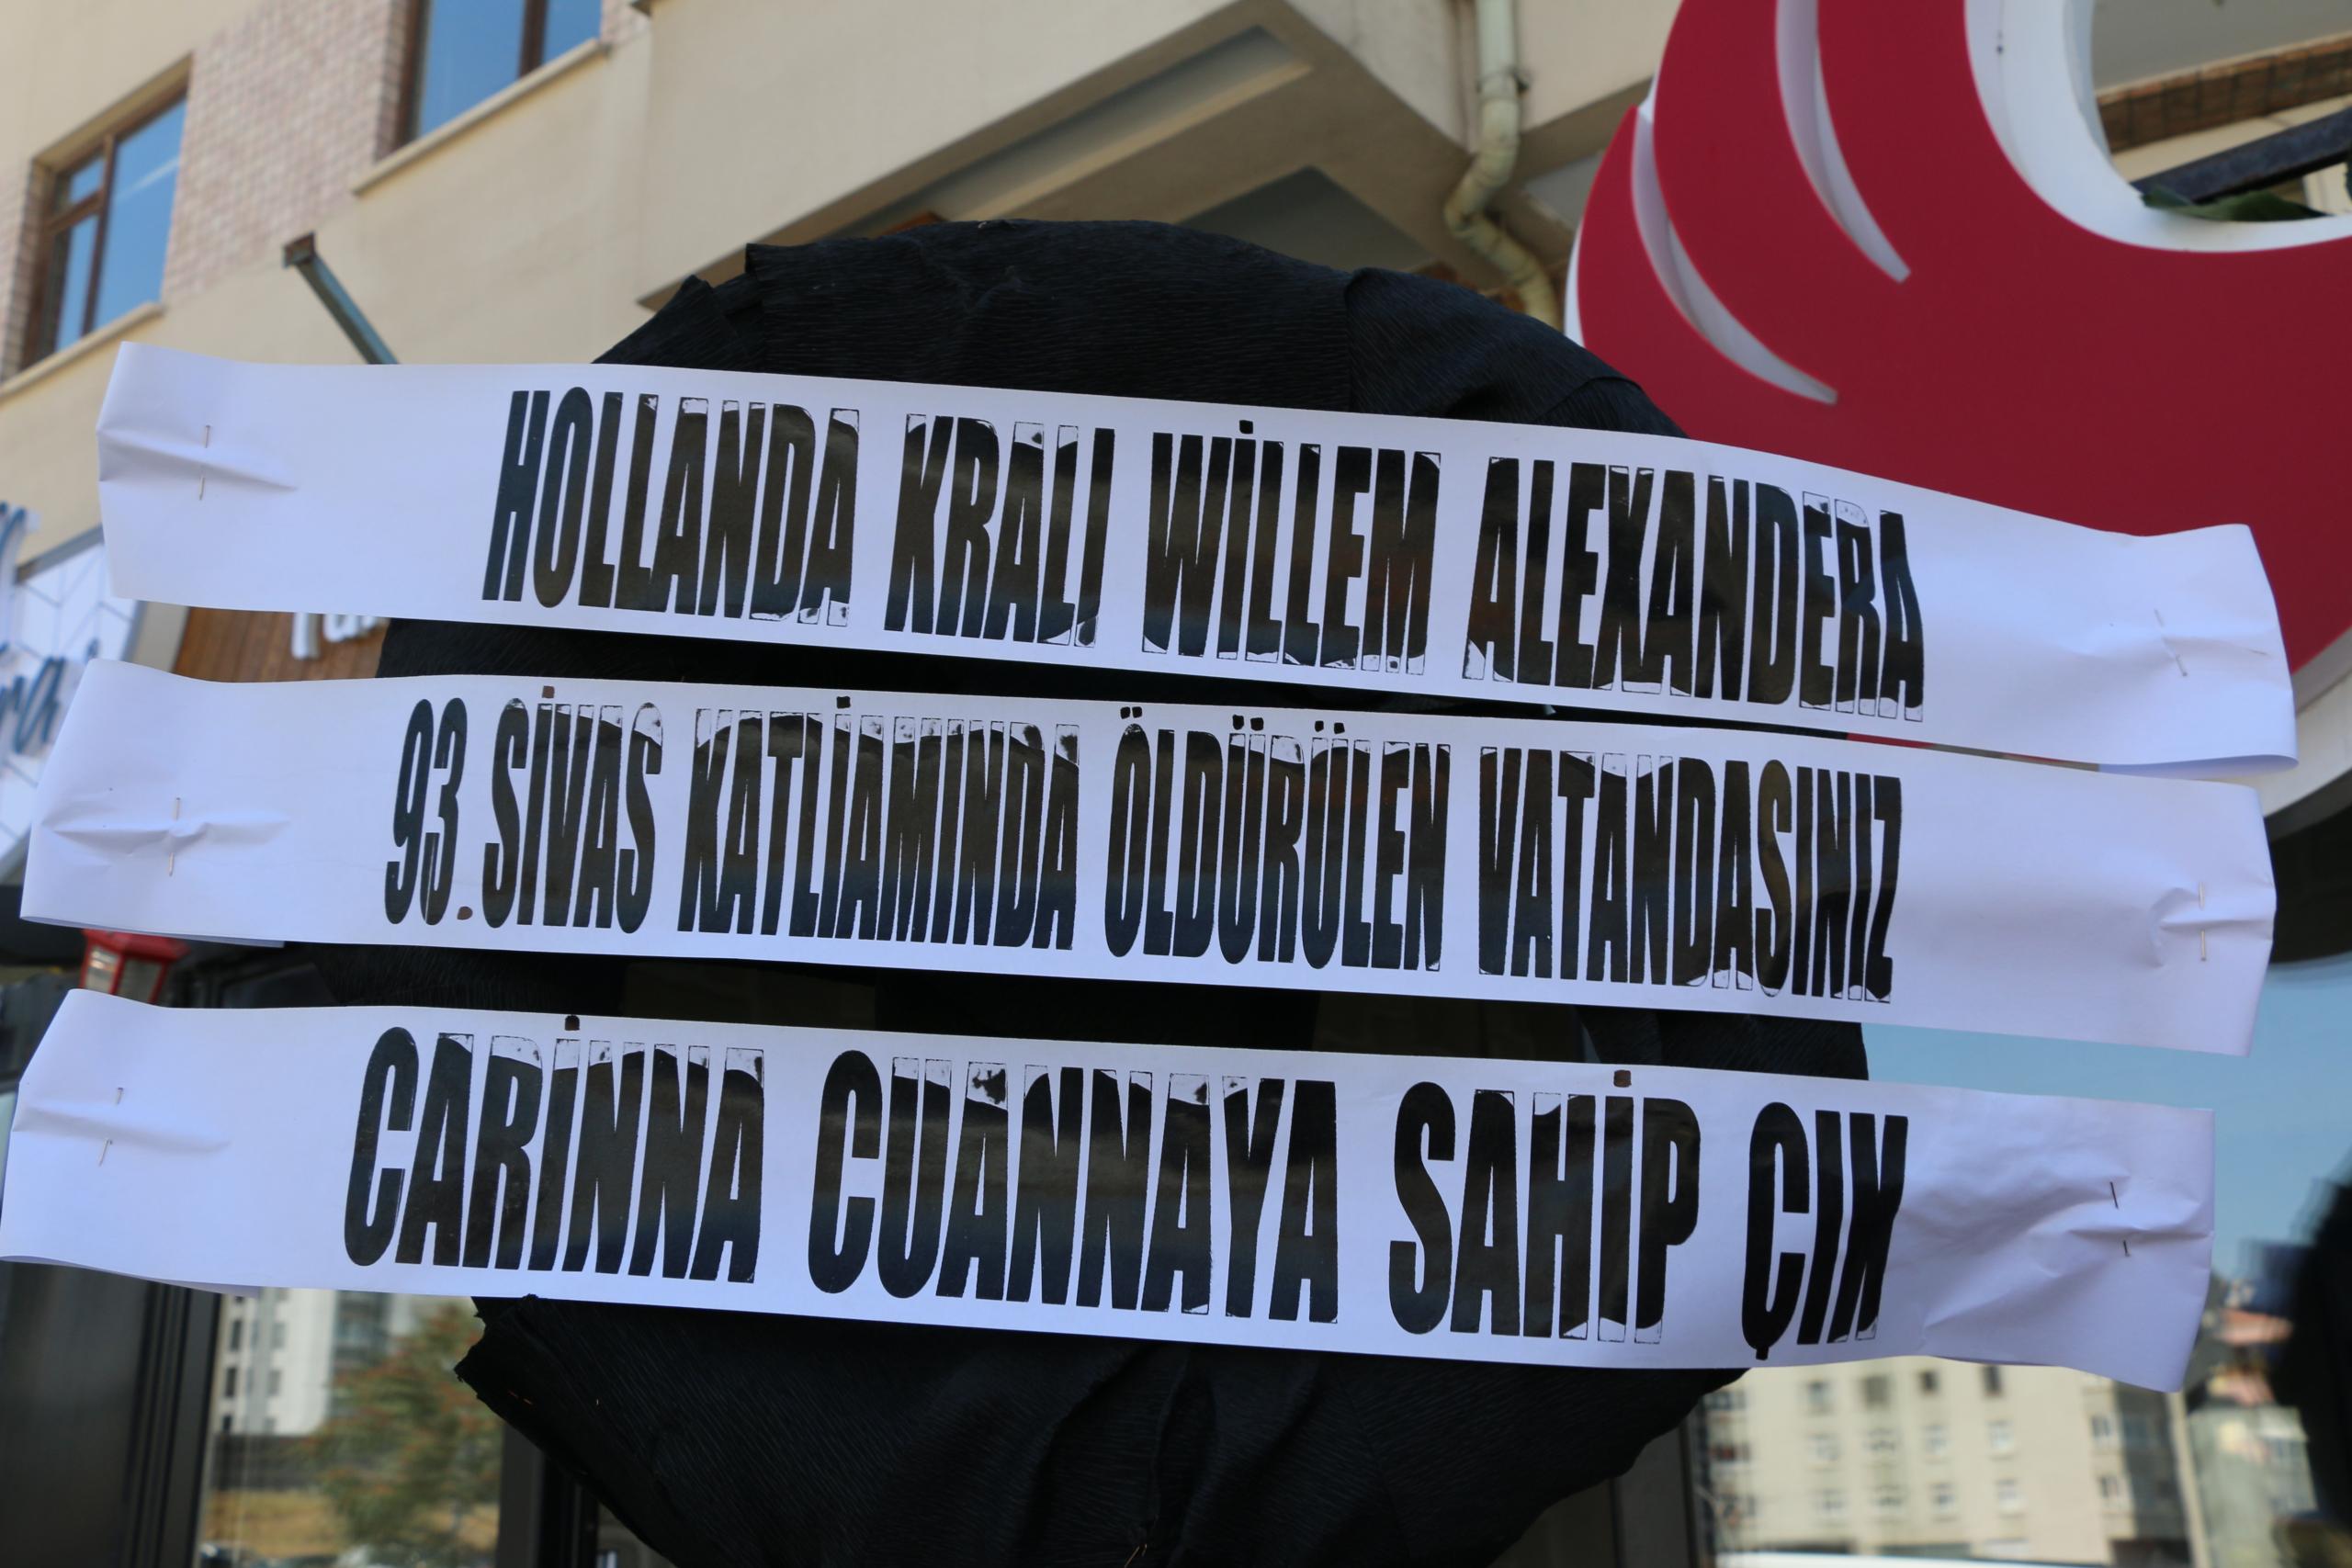 HOLLANDA KRALI WİLLEM ALEXANDERA
93.SİVAS KATLİAMINDA ÖLDÜRÜLEN VATANDASINIZ
CARİNNA CUANNAYA SAHİP ÇIK